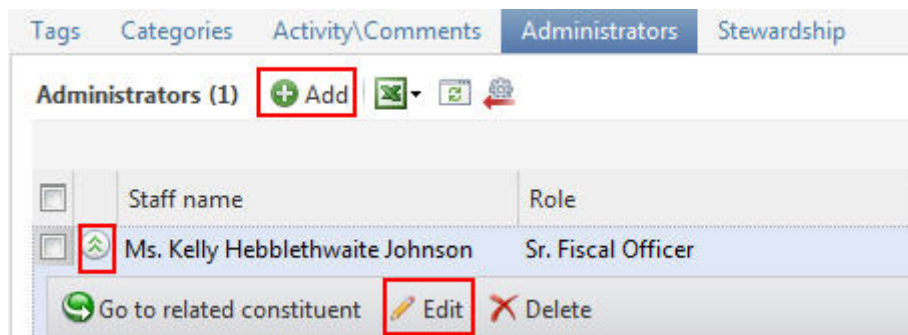 Tags Categories Activity\Comments Administrators Stewardship
Administrators (1) Add
Staff name Role
Ms. Kelly Hebblethwaite Johnson Sr. Fiscal Officer
Go to related constituent Edit Delete